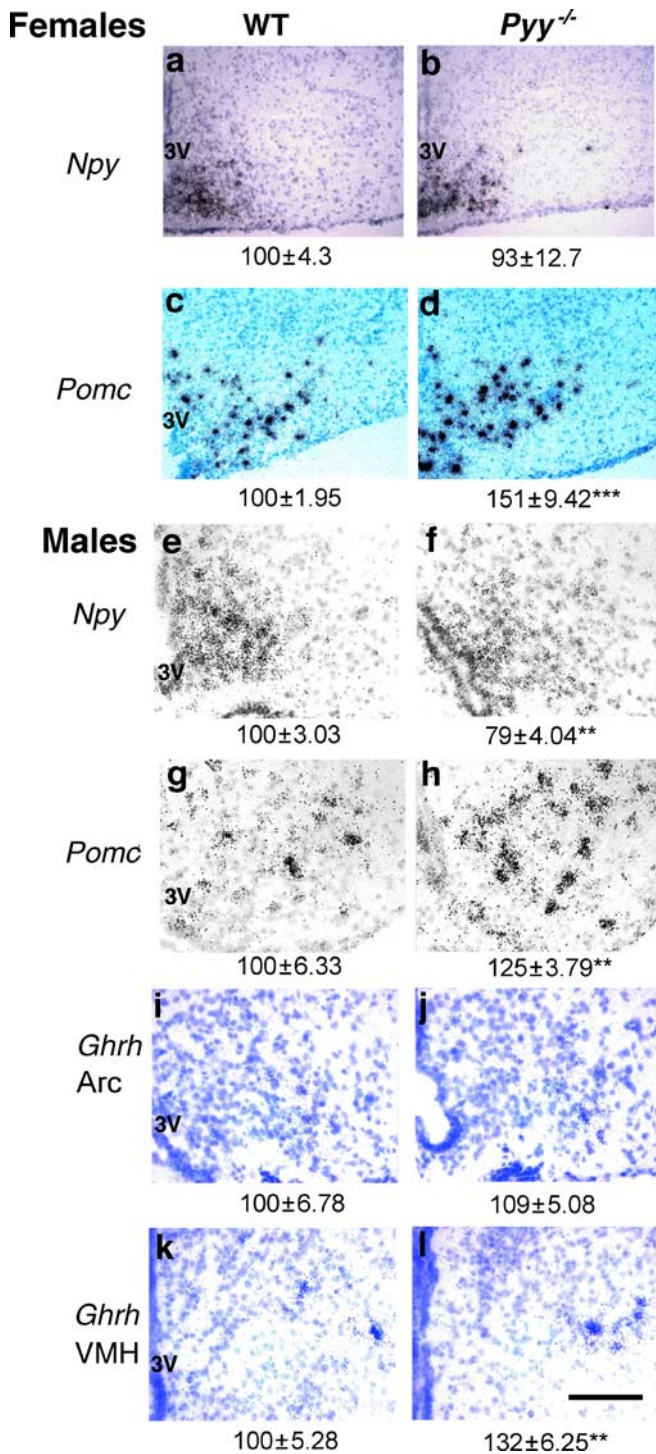 Females WT Pyy-/-
a b
Npy 3V 3V
100±4.3 93±12.7
c d
Pomc 3V 3V
100±1.95 151±9.42***
Males e f
Npy
3V
100±3.03 79±4.04**
g h
Pomc
3V
100±6.33 125±3.79**
i j
Ghrh
Arc
3V
100±6.78 109±5.08
k l
Ghrh
VMH
3V
100±5.28 132±6.25**